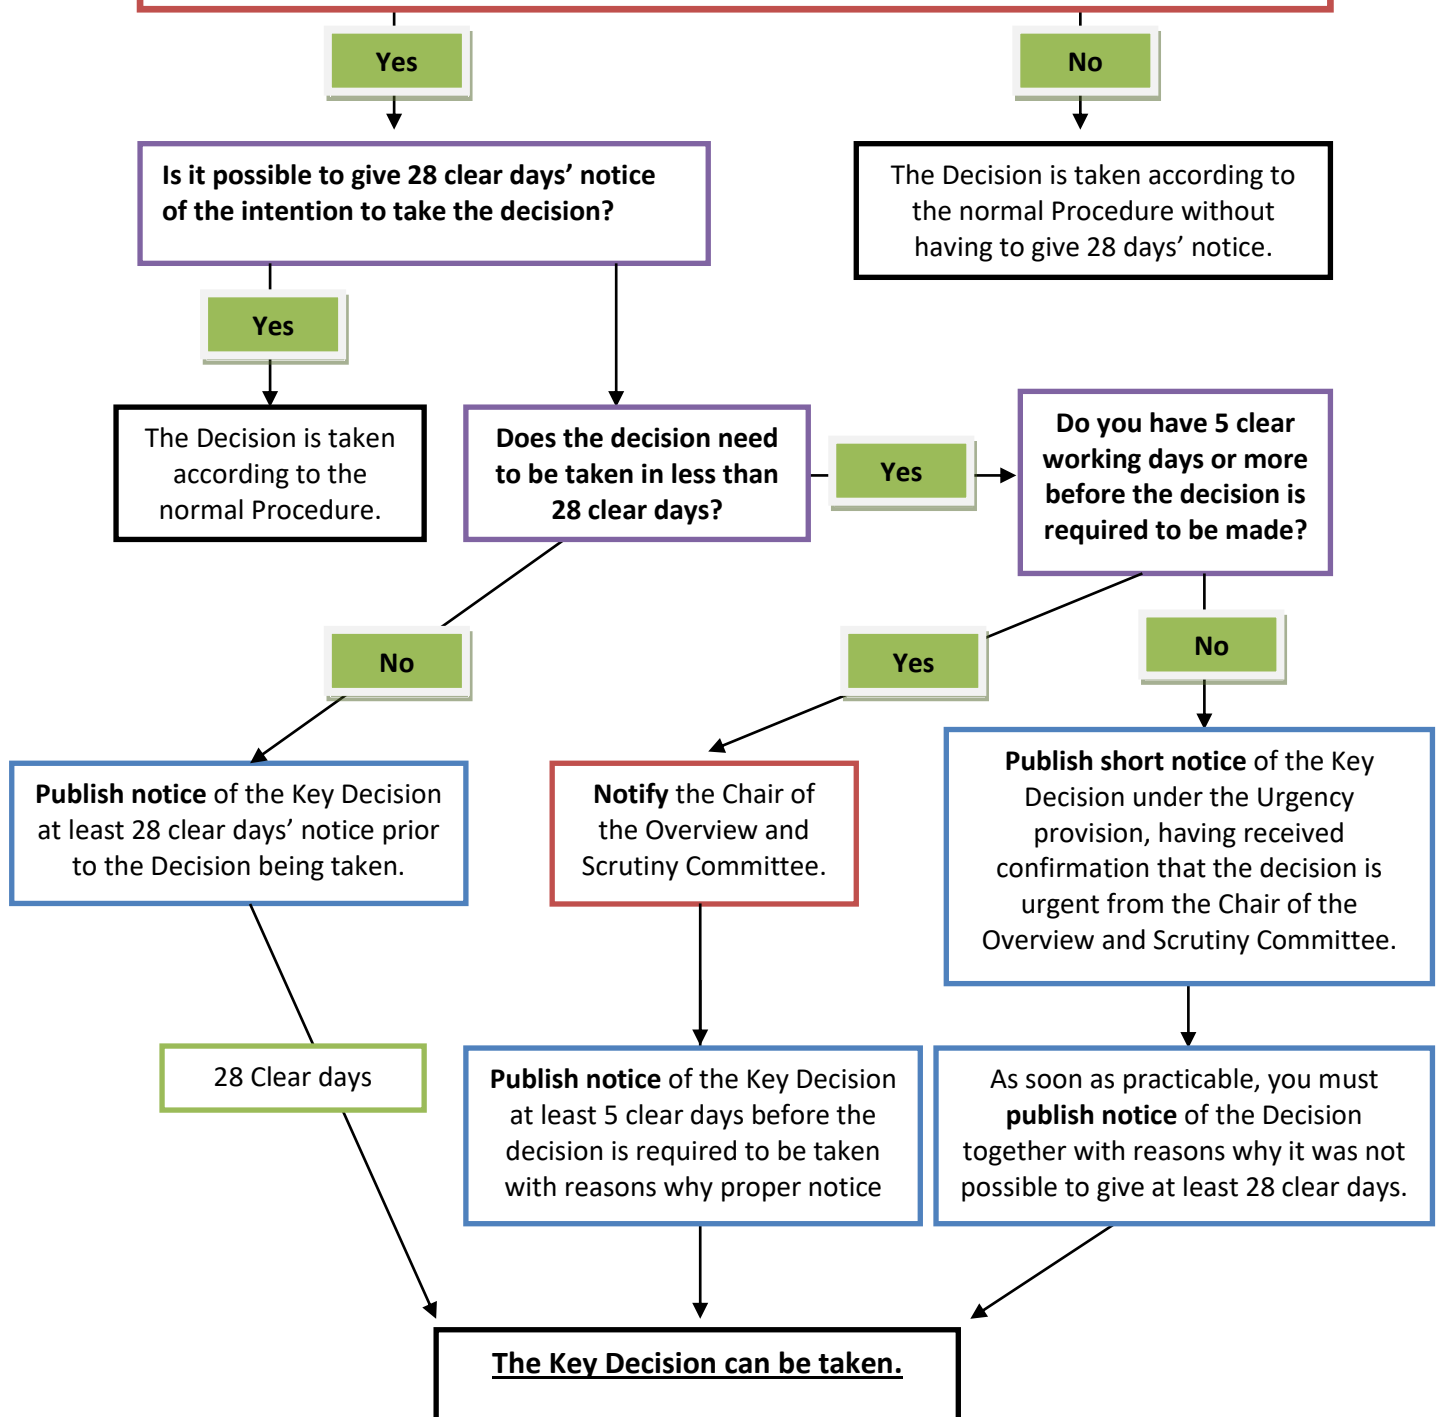 Yes
No
Is it possible to give 28 clear days’ notice
of the intention to take the decision?
The Decision is taken according to
the normal Procedure without
having to give 28 days’ notice.
Yes
The Decision is taken
according to the
normal Procedure.
Does the decision need
to be taken in less than
28 clear days?
Yes
Do you have 5 clear
working days or more
before the decision is
required to be made?
No
Yes
No
Publish notice of the Key Decision
at least 28 clear days’ notice prior
to the Decision being taken.
Notify the Chair of
the Overview and
Scrutiny Committee.
Publish short notice of the Key
Decision under the Urgency
provision, having received
confirmation that the decision is
urgent from the Chair of the
Overview and Scrutiny Committee.
28 Clear days
Publish notice of the Key Decision
at least 5 clear days before the
decision is required to be taken
with reasons why proper notice
As soon as practicable, you must
publish notice of the Decision
together with reasons why it was not
possible to give at least 28 clear days.
The Key Decision can be taken.